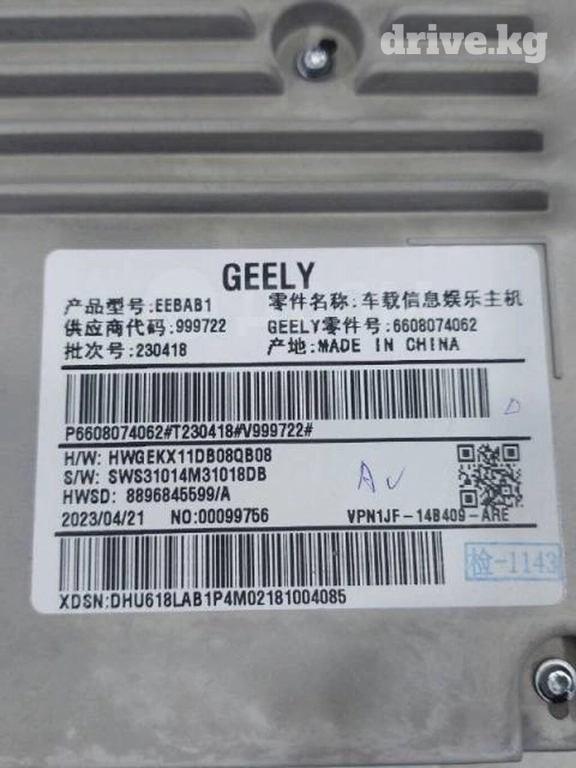 drive.kg
GEELY
产品型号:EEBAB1 零件名称:车载信息娱乐主机
供应商代码:999722 GEELY零件号:6608074062
批次号:230418 产地:MADE IN CHINA
P6608074062#T230418#V999722#
H/W: HWGEKX11DB08QB08
S/W: SWS31014M31018DB
HWSD: 8896845599/A
2023/04/21 NO:00099756 VPN1JF-14B409-ARE
检-1143
XDSN:DHU618LAB1P4M02181004085